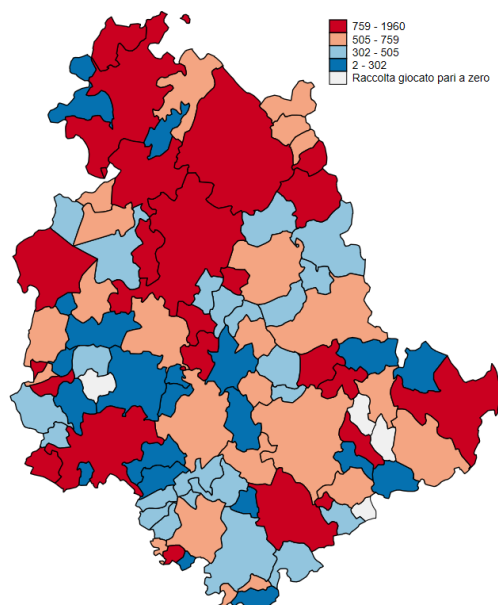 759 - 1960
505 - 759
302 - 505
2 - 302
Raccolta giocato pari a zero